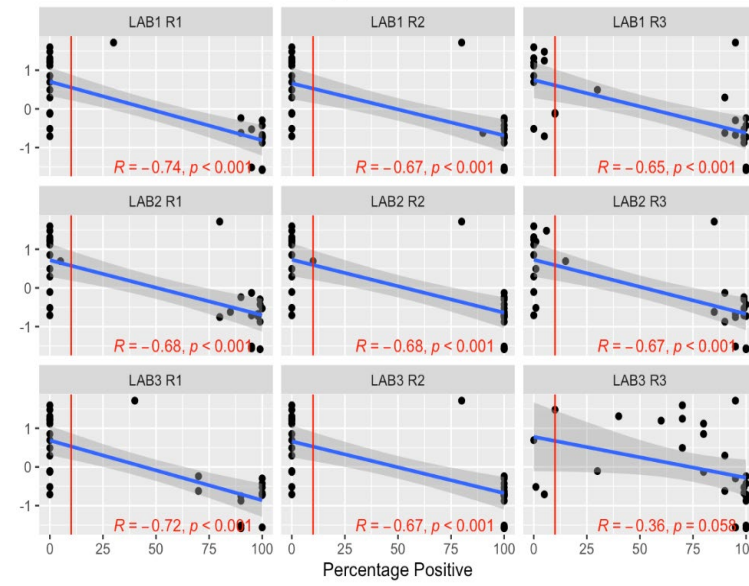 LAB1 R1 LAB1 R2 LAB1 R3
1
0
-1
R = −0.74, p < 0.001 R = −0.67, p < 0.001 R = −0.65, p < 0.001
LAB2 R1 LAB2 R2 LAB2 R3
1
0
-1
R = −0.68, p < 0.001 R = −0.68, p < 0.001 R = −0.67, p < 0.001
LAB3 R1 LAB3 R2 LAB3 R3
1
0
-1
R = −0.72, p < 0.001 R = −0.67, p < 0.001 R = −0.36, p = 0.058
0 25 50 75 100 0 25 50 75 100 0 25 50 75
Percentage Positive